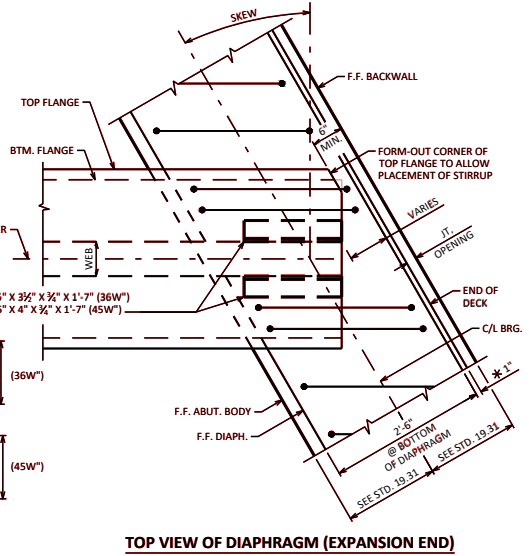 SKEW
F.F. BACKWALL
TOP FLANGE
6"
MIN.
BTM. FLANGE
FORM-OUT CORNER OF
TOP FLANGE TO ALLOW
PLACEMENT OF STIRRUP
VARIES
JT.
OPENING
WEB
X 3½" X ¾" X 1'-7" (36W)
X 4" X ¾" X 1'-7" (45W)
END OF
DECK
C/L BRG.
(36W")
* 1"
F.F. ABUT. BODY
2'-6"
@ BOTTOM
OF DIAPHRAGM
F.F. DIAPH.
SEE STD. 19.31
SEE STD. 19.31
(45W")
TOP VIEW OF DIAPHRAGM (EXPANSION END)